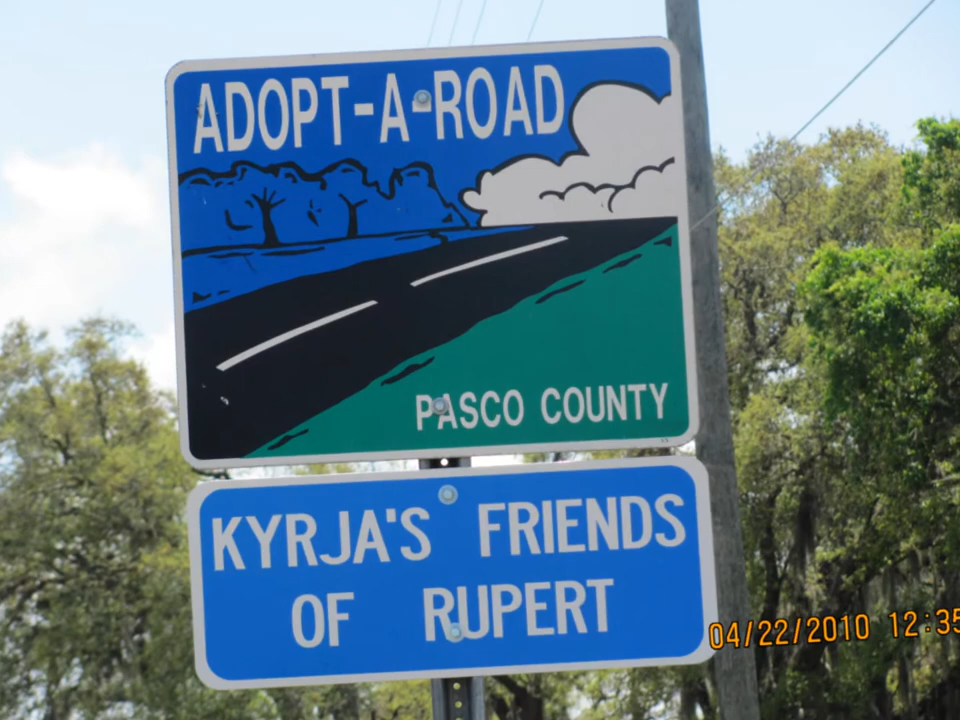 ADOPT-A-ROAD
PASCO COUNTY
KYRJA'S FRIENDS
OF RUPERT
04/22/2010 12:35